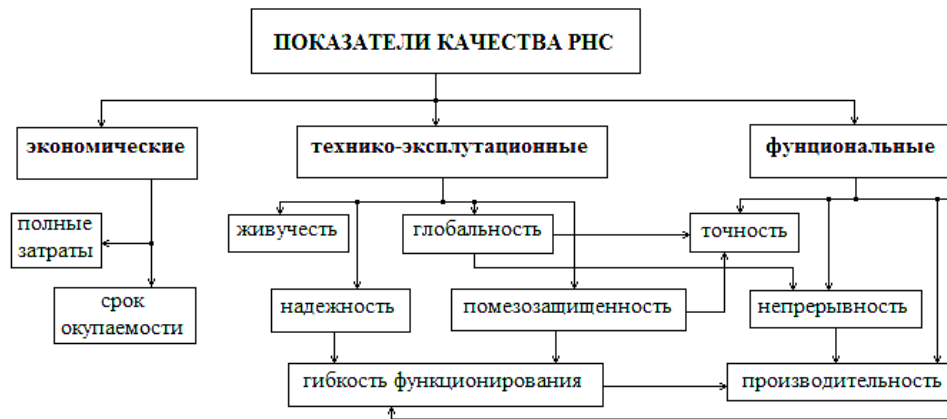 ПОКАЗАТЕЛИ КАЧЕСТВА РНС
экономические
технико-эксплутационные
фунциональные
полные
затраты
живучесть
глобальность
точность
срок
окупаемости
надежность
помезозащищенность
непрерывность
гибкость функционирования
производительность